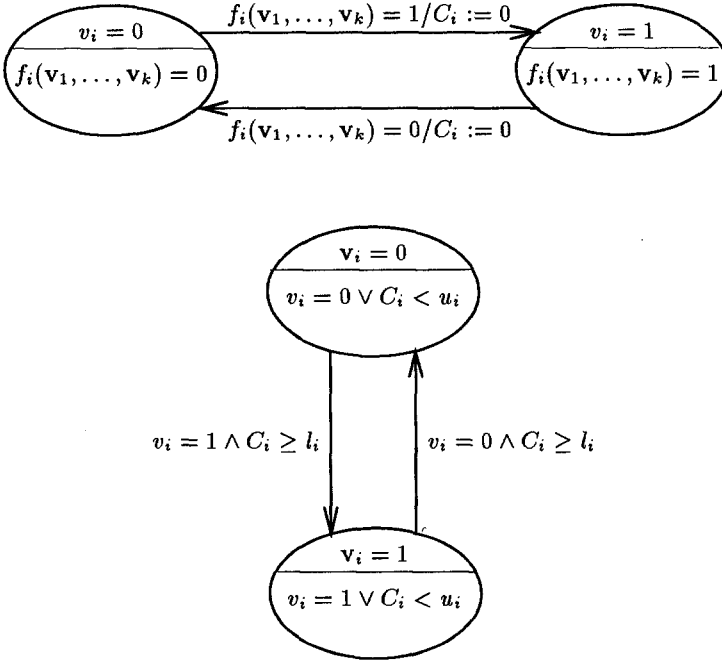 v_i = 0
f_i(𝐯_1, …, 𝐯_k) = 0
f_i(𝐯_1, …, 𝐯_k) = 1/C_i := 0
v_i = 1
f_i(𝐯_1, …, 𝐯_k) = 1
f_i(𝐯_1, …, 𝐯_k) = 0/C_i := 0
𝐯_i = 0
v_i = 0 ∨ C_i < u_i
v_i = 1 ∧ C_i ≥ l_i
v_i = 0 ∧ C_i ≥ l_i
𝐯_i = 1
v_i = 1 ∨ C_i < u_i